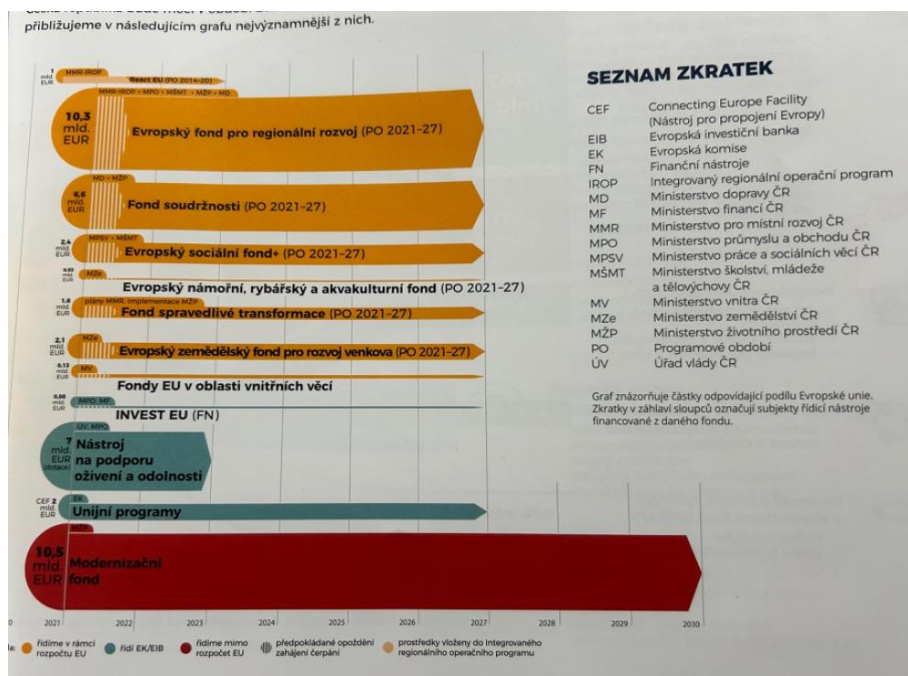 přibližujeme v následujícím grafu nejvýznamnější z nich.
1
mld.
EUR
MMR-IROP
React EU (PO 2014-20)
MMR-IROP + MPO + MŠMT + MŽP + MD
10,3
mld.
EUR
Evropský fond pro regionální rozvoj (PO 2021-27)
MD + MŽP
6,6
mld.
EUR
Fond soudržnosti (PO 2021-27)
MPSV + MŠMT
2,4
mld.
EUR
Evropský sociální fond+ (PO 2021-27)
MZe
mld.
EUR
Evropský námořní, rybářský a akvakulturní fond (PO 2021-27)
plány MMR, implementace MŽP
1,6
mld.
EUR
Fond spravedlivé transformace (PO 2021-27)
MZe
2,1
mld.
EUR
Evropský zemědělský fond pro rozvoj venkova (PO 2021-27)
MV
0,13
mld.
EUR
Fondy EU v oblasti vnitřních věcí
MPO, MF
mld.
EUR
INVEST EU (FN)
ÚV, MPO
7
mld.
EUR
(dotace)
Nástroj
na podporu
oživení a odolnosti
EK
CEF 2
mld.
EUR
Unijní programy
MŽP
10,5
mld.
EUR
Modernizační
fond
2021 2022 2023 2024 2025 2026 2027 2028 2029 2030
řídíme v rámci
rozpočtu EU
řídí EK/EIB
řídíme mimo
rozpočet EU
předpokládané opoždění
zahájení čerpání
prostředky vloženy do Integrovaného
regionálního operačního programu
SEZNAM ZKRATEK
CEF Connecting Europe Facility
(Nástroj pro propojení Evropy)
EIB Evropská investiční banka
EK Evropská komise
FN Finanční nástroje
IROP Integrovaný regionální operační program
MD Ministerstvo dopravy ČR
MF Ministerstvo financí ČR
MMR Ministerstvo pro místní rozvoj ČR
MPO Ministerstvo průmyslu a obchodu ČR
MPSV Ministerstvo práce a sociálních věcí ČR
MŠMT Ministerstvo školství, mládeže
a tělovýchovy ČR
MV Ministerstvo vnitra ČR
MZe Ministerstvo zemědělství ČR
MŽP Ministerstvo životního prostředí ČR
PO Programové období
ÚV Úřad vlády ČR
Graf znázorňuje částky odpovídající podílu Evropské unie.
Zkratky v záhlaví sloupců označují subjekty řídící nástroje
financované z daného fondu.